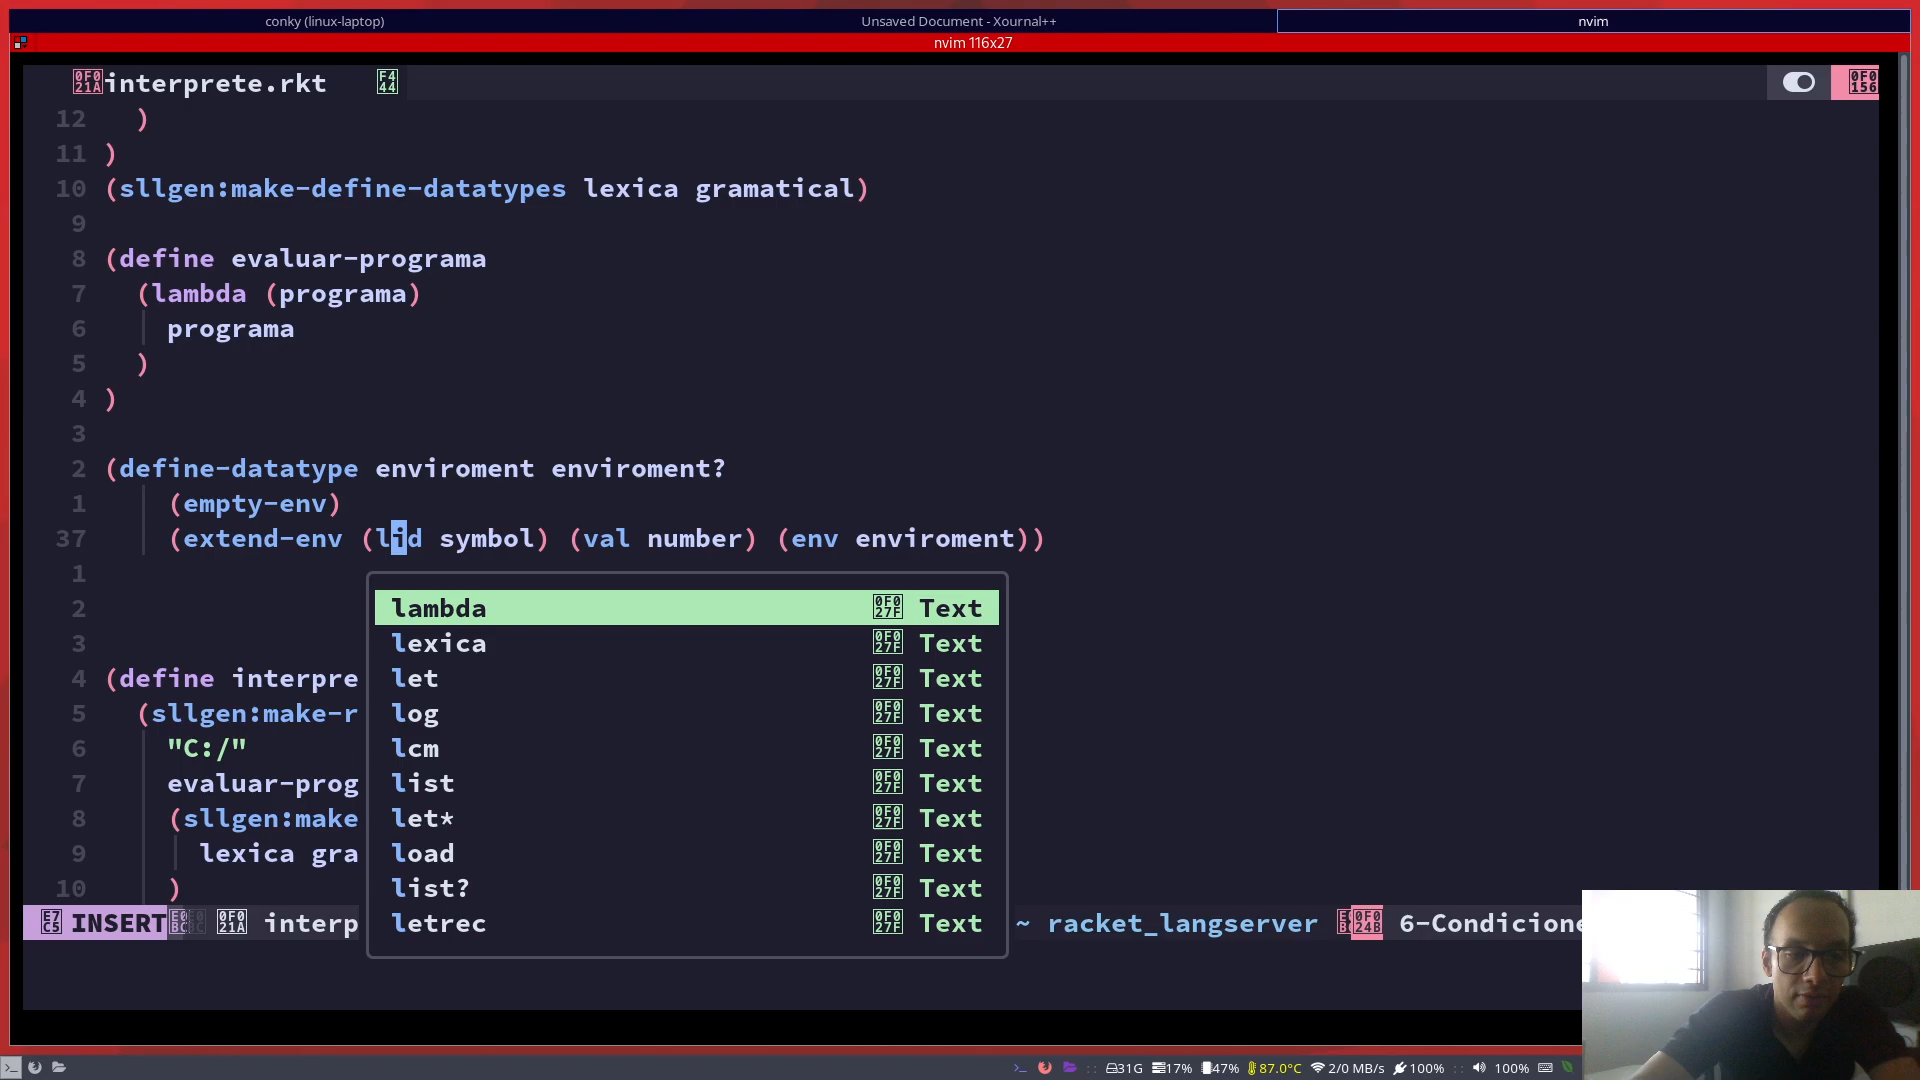 conky (linux-laptop)
Unsaved Document - Xournal++
nvim
nvim 116x27
interprete.rkt
12 )
11 )
10 (sllgen:make-define-datatypes lexica gramatical)
9
8 (define evaluar-programa
7 (lambda (programa)
6 programa
5 )
4 )
3
2 (define-datatype enviroment enviroment?
1 (empty-env)
37 (extend-env (lid symbol) (val number) (env enviroment))
1
2
3
4 (define interpre
5 (sllgen:make-r
6 "C:/"
7 evaluar-prog
8 (sllgen:make
9 lexica gra
10 )
lambda Text
lexica Text
let Text
log Text
lcm Text
list Text
let* Text
load Text
list? Text
letrec Text
INSERT interp ~ racket_langserver 6-Condicione
31G 17% 47% 87.0°C 2/0 MB/s 100% 100%